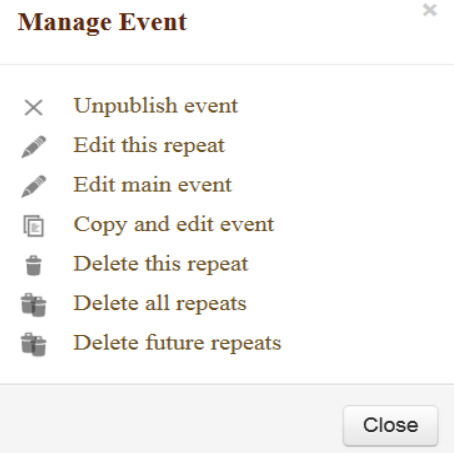 Manage Event
Unpublish event
Edit this repeat
Edit main event
Copy and edit event
Delete this repeat
Delete all repeats
Delete future repeats
Close